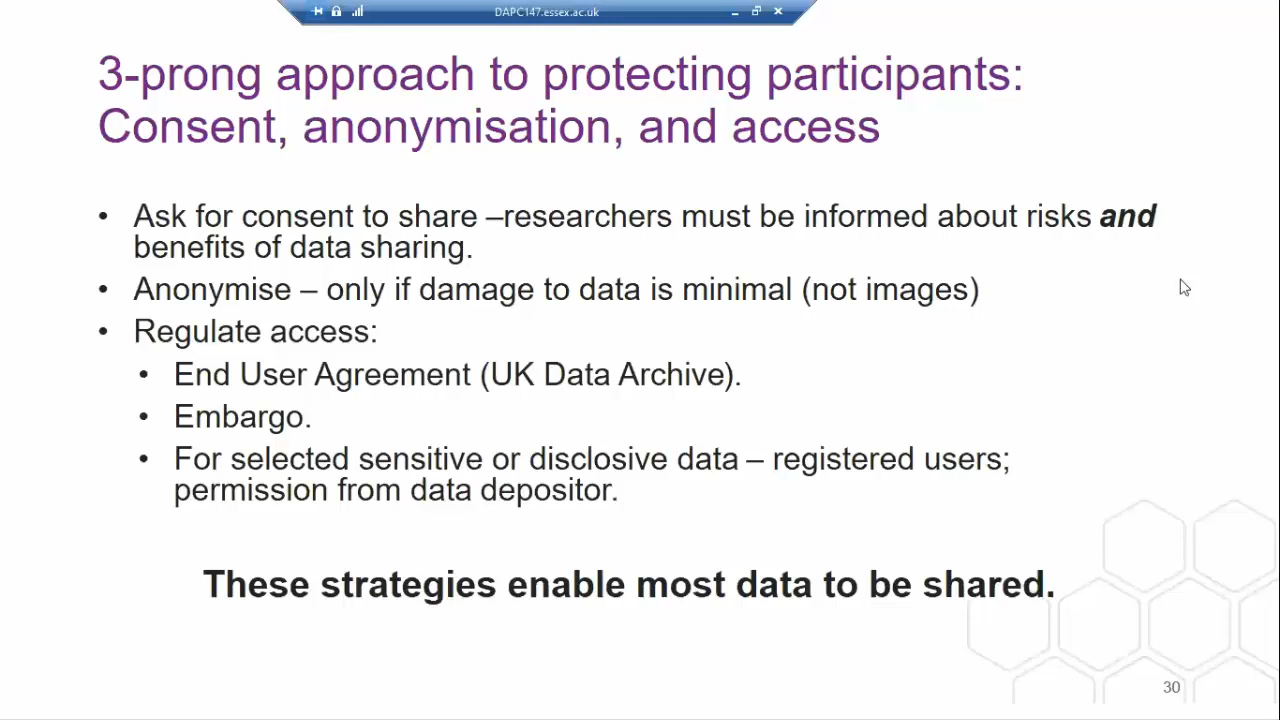 DAPC147.essex.ac.uk
3-prong approach to protecting participants:
Consent, anonymisation, and access
• Ask for consent to share –researchers must be informed about risks and
benefits of data sharing.
• Anonymise – only if damage to data is minimal (not images)
• Regulate access:
• End User Agreement (UK Data Archive).
• Embargo.
• For selected sensitive or disclosive data – registered users;
permission from data depositor.
These strategies enable most data to be shared.
30